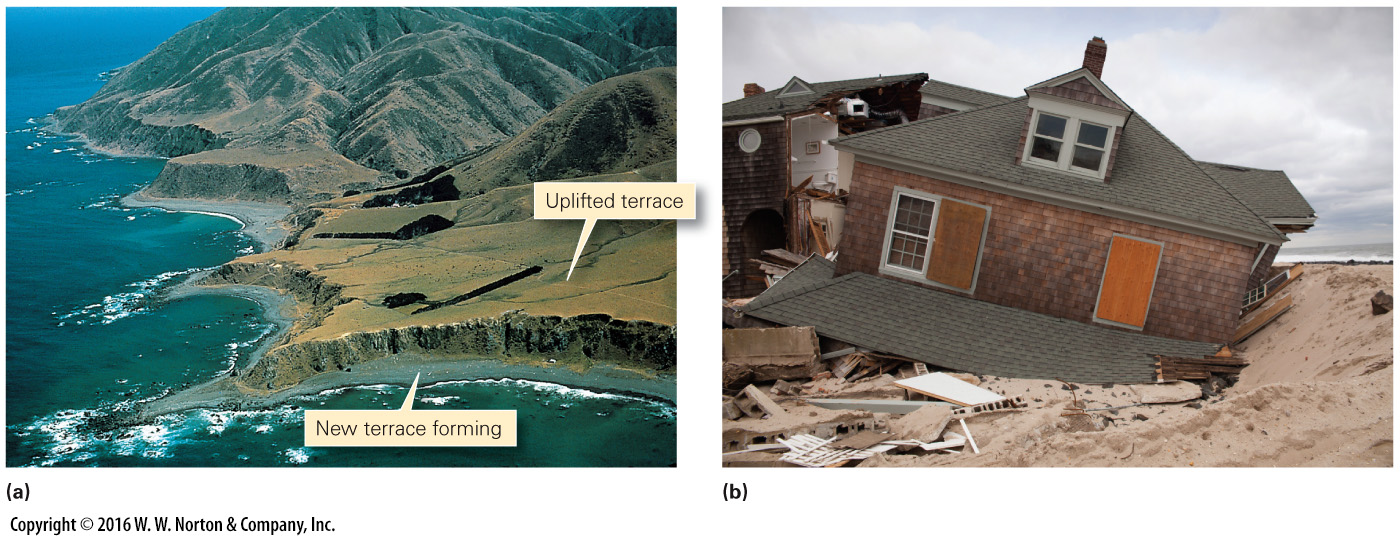 Uplifted terrace
New terrace forming
(a)
(b)
Copyright © 2016 W. W. Norton & Company, Inc.